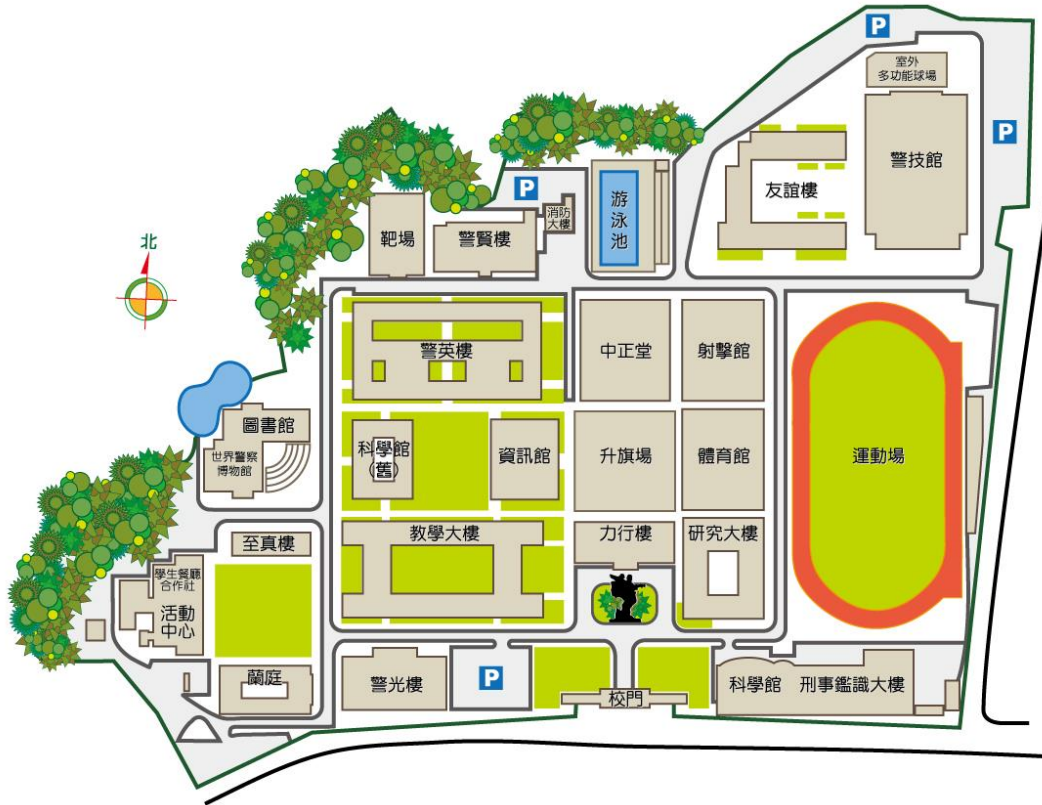 P
室外
多功能球場
P
警技館
友誼樓
P
游泳池
消防
大樓
靶場
警賢樓
北
警英樓
中正堂
射擊館
圖書館
世界警察
博物館
科學館
舊
資訊館
升旗場
體育館
運動場
至真樓
教學大樓
力行樓
研究大樓
學生餐廳
合作社
活動
中心
蘭庭
警光樓
P
校門
科學館
刑事鑑識大樓